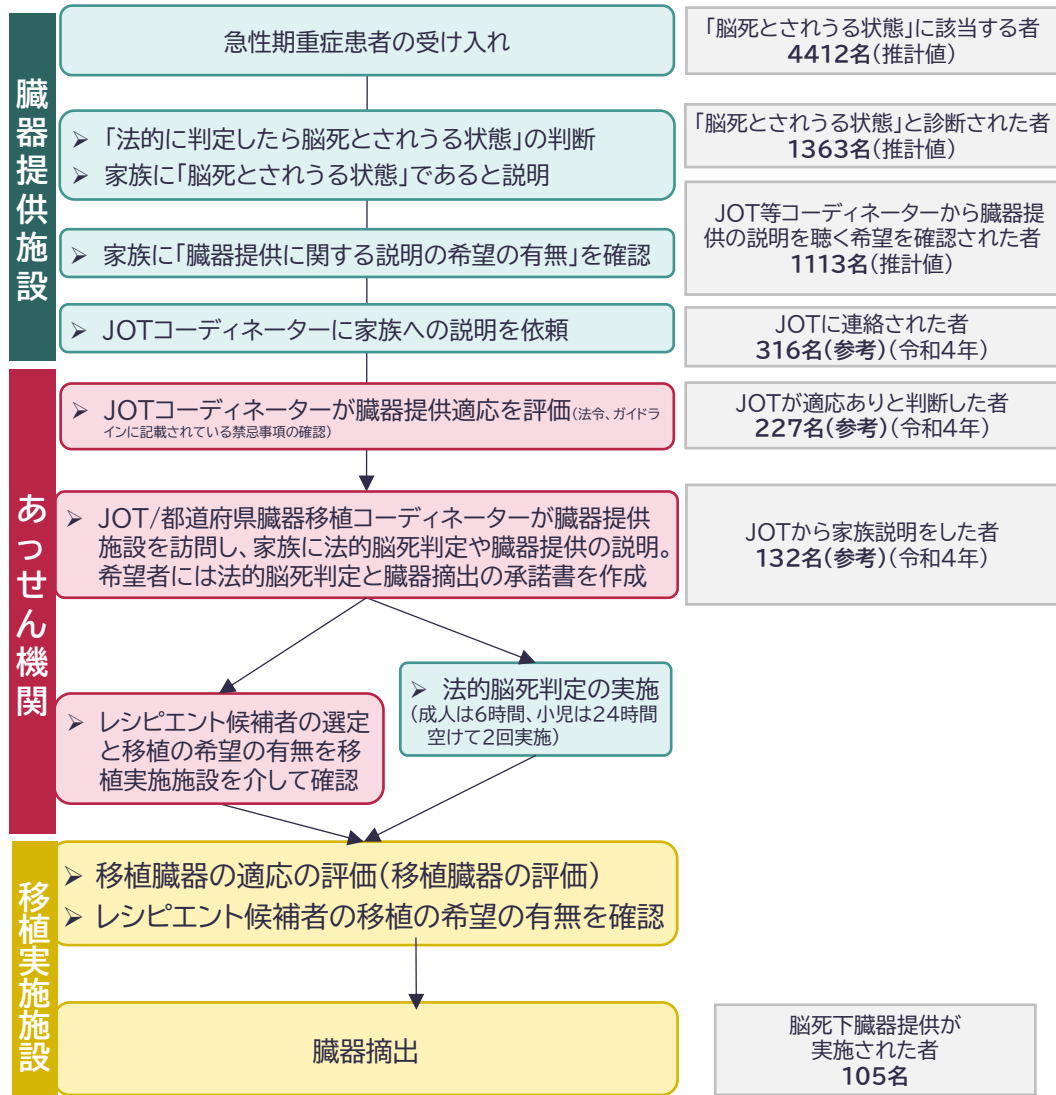 臓器提供施設
急性期重症患者の受け入れ
「脳死とされうる状態」に該当する者
4412名(推計値)
➢ 「法的に判定したら脳死とされうる状態」の判断
➢ 家族に「脳死とされうる状態」であると説明
「脳死とされうる状態」と診断された者
1363名(推計値)
➢ 家族に「臓器提供に関する説明の希望の有無」を確認
JOT等コーディネーターから臓器提
供の説明を聴く希望を確認された者
1113名(推計値)
➢ JOTコーディネーターに家族への説明を依頼
JOTに連絡された者
316名(参考)(令和4年)
あっせん機関
➢ JOTコーディネーターが臓器提供適応を評価(法令、ガイドラ
インに記載されている禁忌事項の確認)
JOTが適応ありと判断した者
227名(参考)(令和4年)
➢ JOT/都道府県臓器移植コーディネーターが臓器提供
施設を訪問し、家族に法的脳死判定や臓器提供の説明。
希望者には法的脳死判定と臓器摘出の承諾書を作成
JOTから家族説明をした者
132名(参考)(令和4年)
➢ レシピエント候補者の選定
と移植の希望の有無を移
植実施施設を介して確認
➢ 法的脳死判定の実施
(成人は6時間、小児は24時間
空けて2回実施)
移植実施施設
➢ 移植臓器の適応の評価(移植臓器の評価)
➢ レシピエント候補者の移植の希望の有無を確認
臓器摘出
脳死下臓器提供が
実施された者
105名